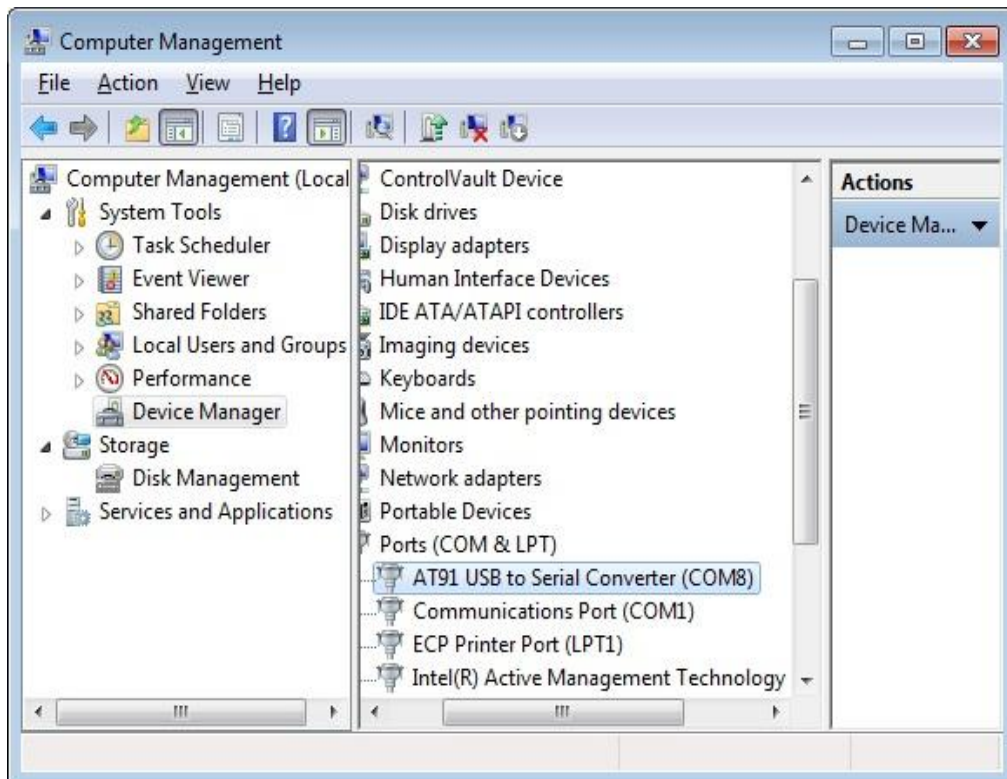 Computer Management
File Action View Help
Computer Management (Local
System Tools
Task Scheduler
Event Viewer
Shared Folders
Local Users and Groups
Performance
Device Manager
Storage
Disk Management
Services and Applications
ControlVault Device
Disk drives
Display adapters
Human Interface Devices
IDE ATA/ATAPI controllers
Imaging devices
Keyboards
Mice and other pointing devices
Monitors
Network adapters
Portable Devices
Ports (COM & LPT)
AT91 USB to Serial Converter (COM8)
Communications Port (COM1)
ECP Printer Port (LPT1)
Intel(R) Active Management Technology
Actions
Device Ma...